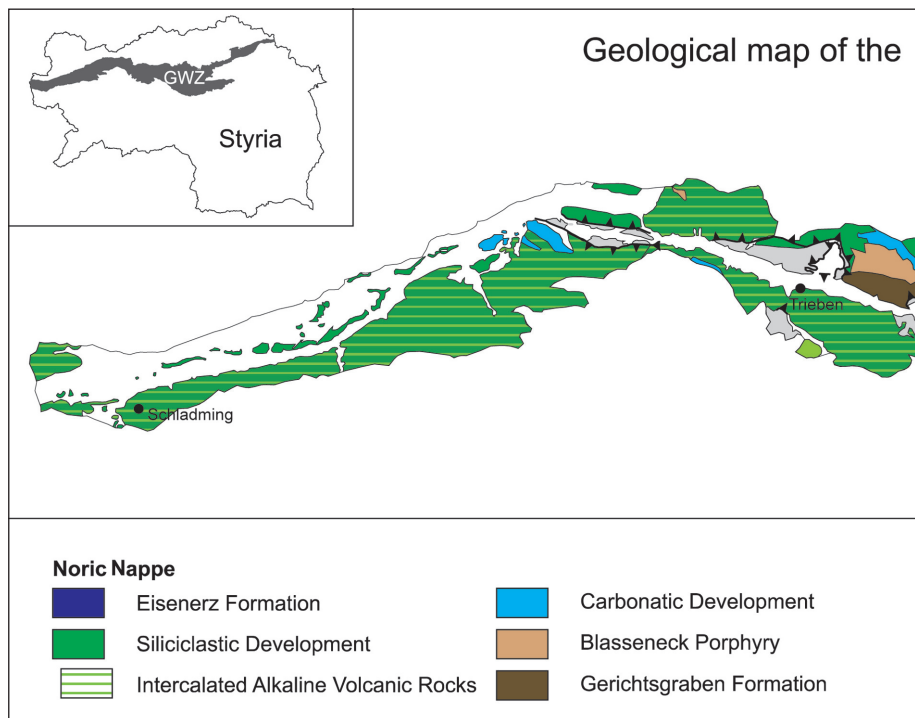 GWZ
Styria
Geological map of the
Trieben
Schladming
Noric Nappe
Eisenerz Formation
Siliciclastic Development
Intercalated Alkaline Volcanic Rocks
Carbonatic Development
Blasseneck Porphyry
Gerichtsgraben Formation